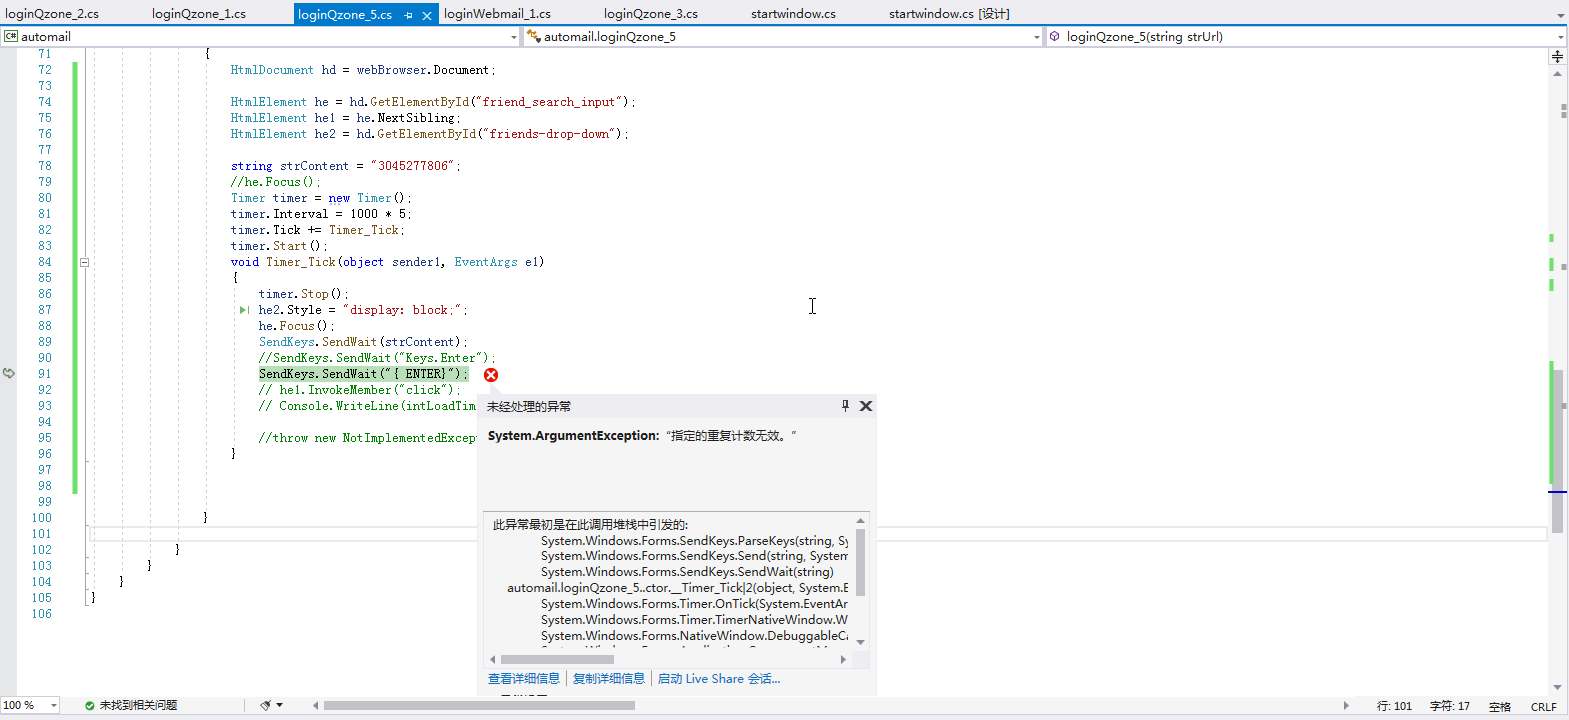 loginQzone_2.cs loginQzone_1.cs loginQzone_5.cs loginWebmail_1.cs loginQzone_3.cs startwindow.cs startwindow.cs [设计]
C# automail automail.loginQzone_5 loginQzone_5(string strUrl)
71 {
72 HtmlDocument hd = webBrowser.Document;
73
74 HtmlElement he = hd.GetElementById("friend_search_input");
75 HtmlElement he1 = he.NextSibling;
76 HtmlElement he2 = hd.GetElementById("friends-drop-down");
77
78 string strContent = "3045277806";
79 //he.Focus();
80 Timer timer = new Timer();
81 timer.Interval = 1000 * 5;
82 timer.Tick += Timer_Tick;
83 timer.Start();
84 void Timer_Tick(object sender1, EventArgs e1)
85 {
86 timer.Stop();
87 he2.Style = "display: block;";
88 he.Focus();
89 SendKeys.SendWait(strContent);
90 //SendKeys.SendWait("Keys.Enter");
91 SendKeys.SendWait("{ ENTER}");
92 // he1.InvokeMember("click");
93 // Console.WriteLine(intLoadTim
94
95 //throw new NotImplementedExcep
96 }
97
98
99
100 }
101
102 }
103 }
104 }
105 }
106
未经处理的异常
System.ArgumentException: “指定的重复计数无效。”
此异常最初是在此调用堆栈中引发的:
System.Windows.Forms.SendKeys.ParseKeys(string, Sy
System.Windows.Forms.SendKeys.Send(string, System
System.Windows.Forms.SendKeys.SendWait(string)
automail.loginQzone_5..ctor.__Timer_Tick|2(object, System.E
System.Windows.Forms.Timer.OnTick(System.EventAr
System.Windows.Forms.Timer.TimerNativeWindow.W
System.Windows.Forms.NativeWindow.DebuggableCa
查看详细信息 复制详细信息 启动 Live Share 会话...
100 % 未找到相关问题 行: 101 字符: 17 空格 CRLF